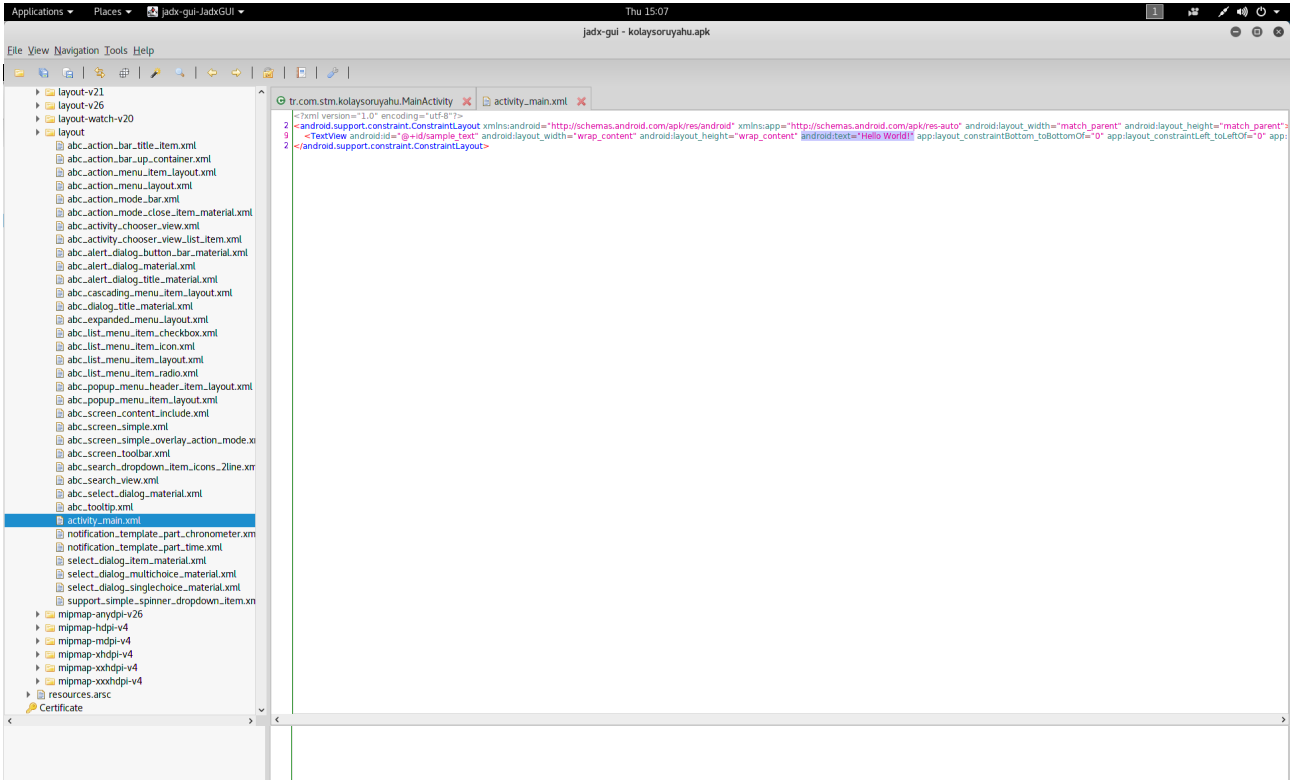 Applications Places jadx-gui-JadxGUI Thu 15:07 1
jadx-gui - kolaysoruyahu.apk
File View Navigation Tools Help
layout-v21
layout-v26
layout-watch-v20
layout
abc_action_bar_title_item.xml
abc_action_bar_up_container.xml
abc_action_menu_item_layout.xml
abc_action_menu_layout.xml
abc_action_mode_bar.xml
abc_action_mode_close_item_material.xml
abc_activity_chooser_view.xml
abc_activity_chooser_view_list_item.xml
abc_alert_dialog_button_bar_material.xml
abc_alert_dialog_material.xml
abc_alert_dialog_title_material.xml
abc_cascading_menu_item_layout.xml
abc_dialog_title_material.xml
abc_expanded_menu_layout.xml
abc_list_menu_item_checkbox.xml
abc_list_menu_item_icon.xml
abc_list_menu_item_layout.xml
abc_list_menu_item_radio.xml
abc_popup_menu_header_item_layout.xml
abc_popup_menu_item_layout.xml
abc_screen_content_include.xml
abc_screen_simple.xml
abc_screen_simple_overlay_action_mode.x
abc_screen_toolbar.xml
abc_search_dropdown_item_icons_2line.xm
abc_search_view.xml
abc_select_dialog_material.xml
abc_tooltip.xml
activity_main.xml
notification_template_part_chronometer.xm
notification_template_part_time.xml
select_dialog_item_material.xml
select_dialog_multichoice_material.xml
select_dialog_singlechoice_material.xml
support_simple_spinner_dropdown_item.xm
mipmap-anydpi-v26
mipmap-hdpi-v4
mipmap-mdpi-v4
mipmap-xhdpi-v4
mipmap-xxhdpi-v4
mipmap-xxxhdpi-v4
resources.arsc
Certificate
tr.com.stm.kolaysoruyahu.MainActivity activity_main.xml
<?xml version="1.0" encoding="utf-8"?>
2 <android.support.constraint.ConstraintLayout xmlns:android="http://schemas.android.com/apk/res/android" xmlns:app="http://schemas.android.com/apk/res-auto" android:layout_width="match_parent" android:layout_height="match_parent">
9 <TextView android:id="@+id/sample_text" android:layout_width="wrap_content" android:layout_height="wrap_content" android:text="Hello World!" app:layout_constraintBottom_toBottomOf="0" app:layout_constraintLeft_toLeftOf="0" app:
2 </android.support.constraint.ConstraintLayout>